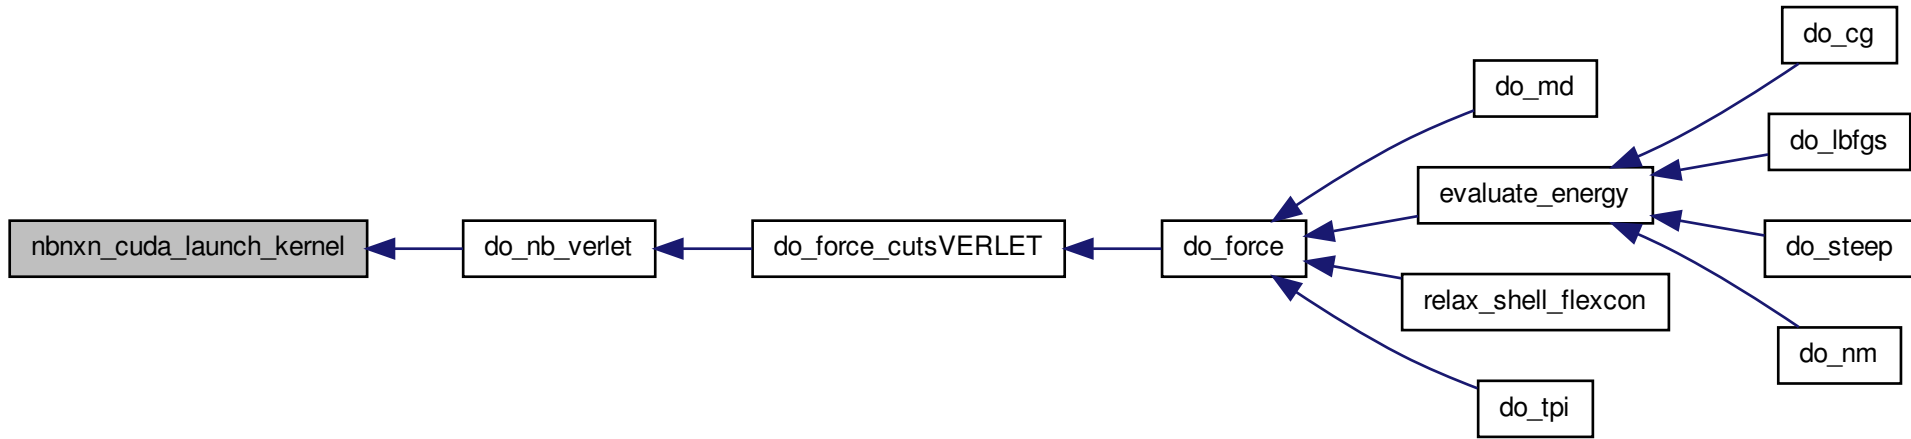 nbnxn_cuda_launch_kernel
do_nb_verlet
do_force_cutsVERLET
do_force
do_md
evaluate_energy
relax_shell_flexcon
do_tpi
do_cg
do_lbfgs
do_steep
do_nm